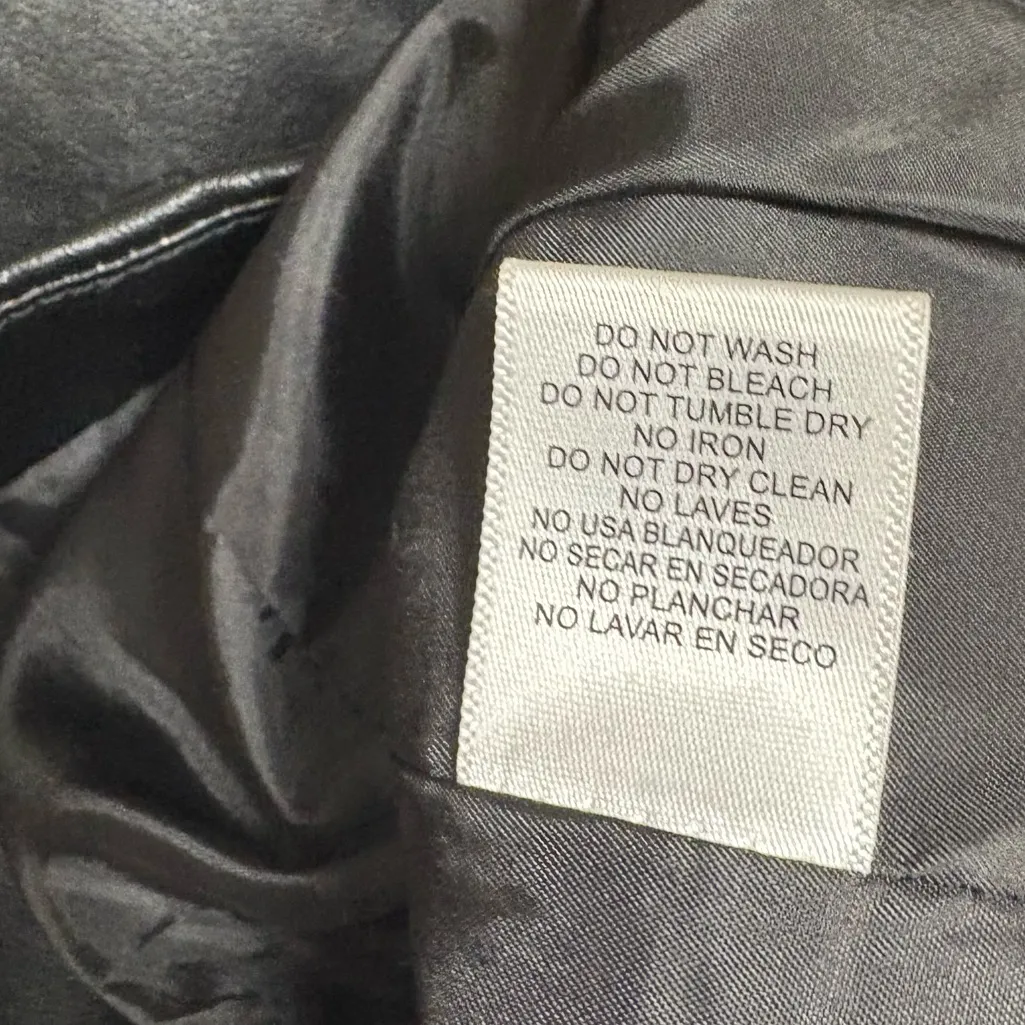 DO NOT WASH
DO NOT BLEACH
DO NOT TUMBLE DRY
NO IRON
DO NOT DRY CLEAN
NO LAVES
NO USA BLANQUEADOR
NO SECAR EN SECADORA
NO PLANCHAR
NO LAVAR EN SECO